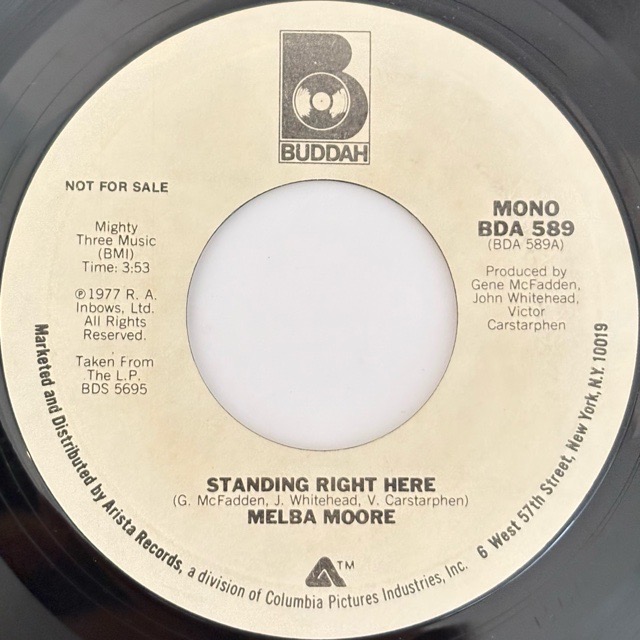 BUDDAH
NOT FOR SALE
Mighty
Three Music
(BMI)
Time: 3:53
℗1977 R. A.
Inbows, Ltd.
All Rights
Reserved.
Taken From
The L.P.
BDS 5695
MONO
BDA 589
(BDA 589A)
Produced by
Gene McFadden,
John Whitehead,
Victor
Carstarphen
STANDING RIGHT HERE
(G. McFadden, J. Whitehead, V. Carstarphen)
MELBA MOORE
TM
Marketed and Distributed by Arista Records, a division of Columbia Pictures Industries, Inc. 6 West 57th Street, New York, N.Y. 10019